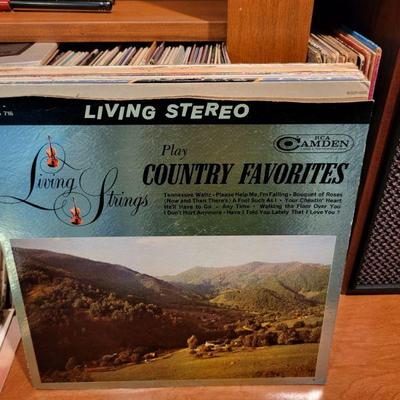 LIVING STEREO
716
RCA
CAMDEN
Living
Strings
Play
COUNTRY FAVORITES
Tennessee Waltz • Please Help Me, I'm Falling • Bouquet of Roses
(Now and Then There's) A Fool Such As I • Your Cheatin' Heart
He'll Have to Go • Any Time • Walking the Floor Over You
I Don't Hurt Anymore • Have I Told You Lately That I Love You?